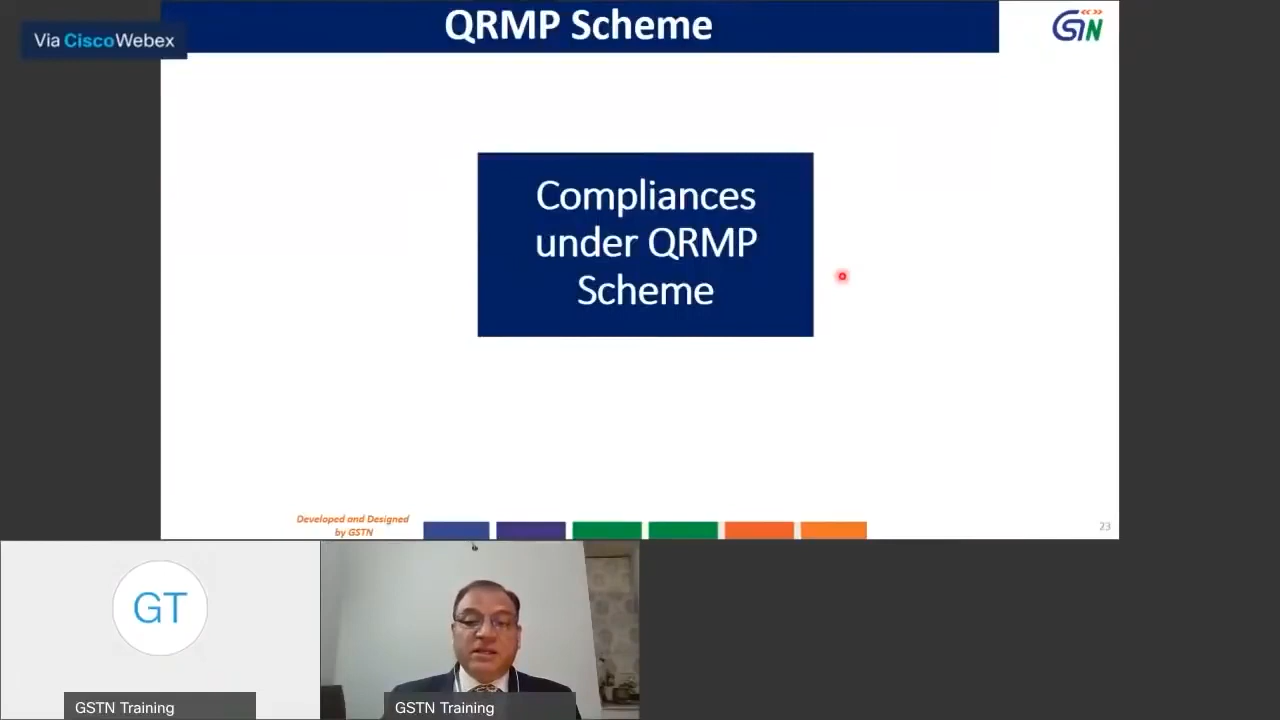 QRMP Scheme
GSTN
Via CiscoWebex
Compliances
under QRMP
Scheme
Developed and Designed
by GSTN
23
GT
GSTN Training
GSTN Training